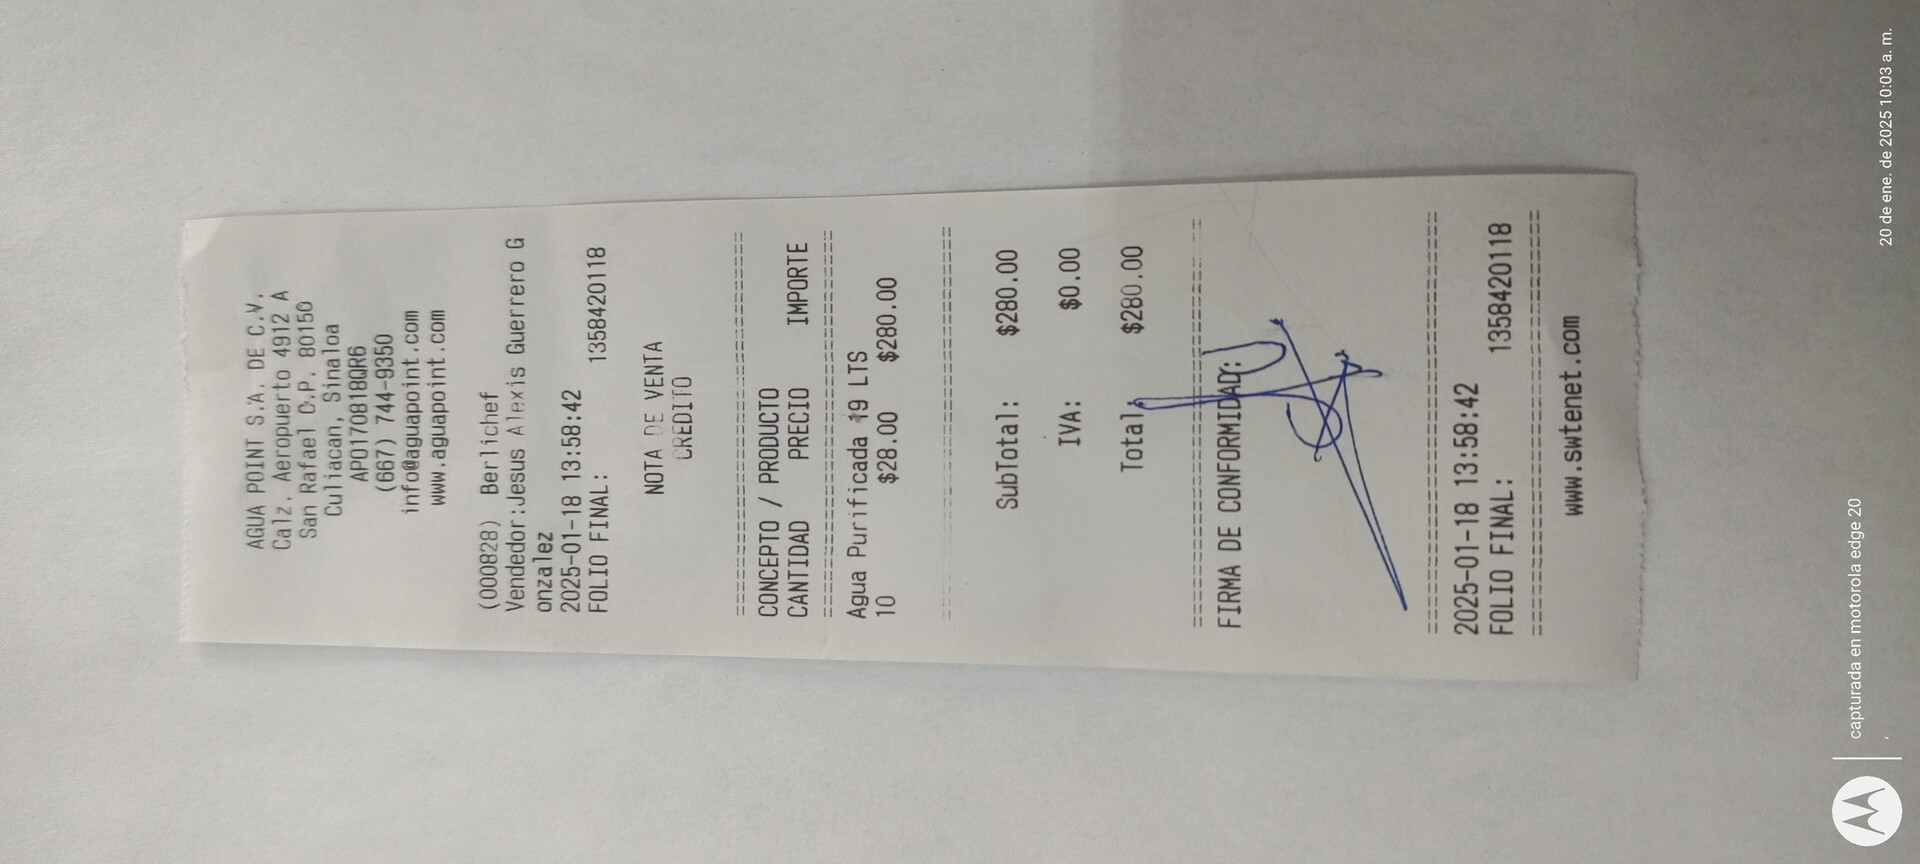 AGUA POINT S.A. DE C.V.
Calz. Aeropuerto 4912 A
San Rafael C.P. 80150
Culiacan, Sinaloa
APO170818QR6
(667) 744-9350
info@aguapoint.com
www.aguapoint.com
(000828) Berlichef
Vendedor:Jesus Alexis Guerrero G
onzalez
2025-01-18 13:58:42
FOLIO FINAL: 1358420118
NOTA DE VENTA
CREDITO
================================
CONCEPTO / PRODUCTO
CANTIDAD PRECIO IMPORTE
================================
Agua Purificada 19 LTS
10 $28.00 $280.00
================================
SubTotal: $280.00
IVA: $0.00
Total: $280.00
================================
FIRMA DE CONFORMIDAD:
================================
2025-01-18 13:58:42
FOLIO FINAL: 1358420118
================================
www.swtenet.com
capturada en motorola edge 20
,
20 de ene. de 2025 10:03 a. m.